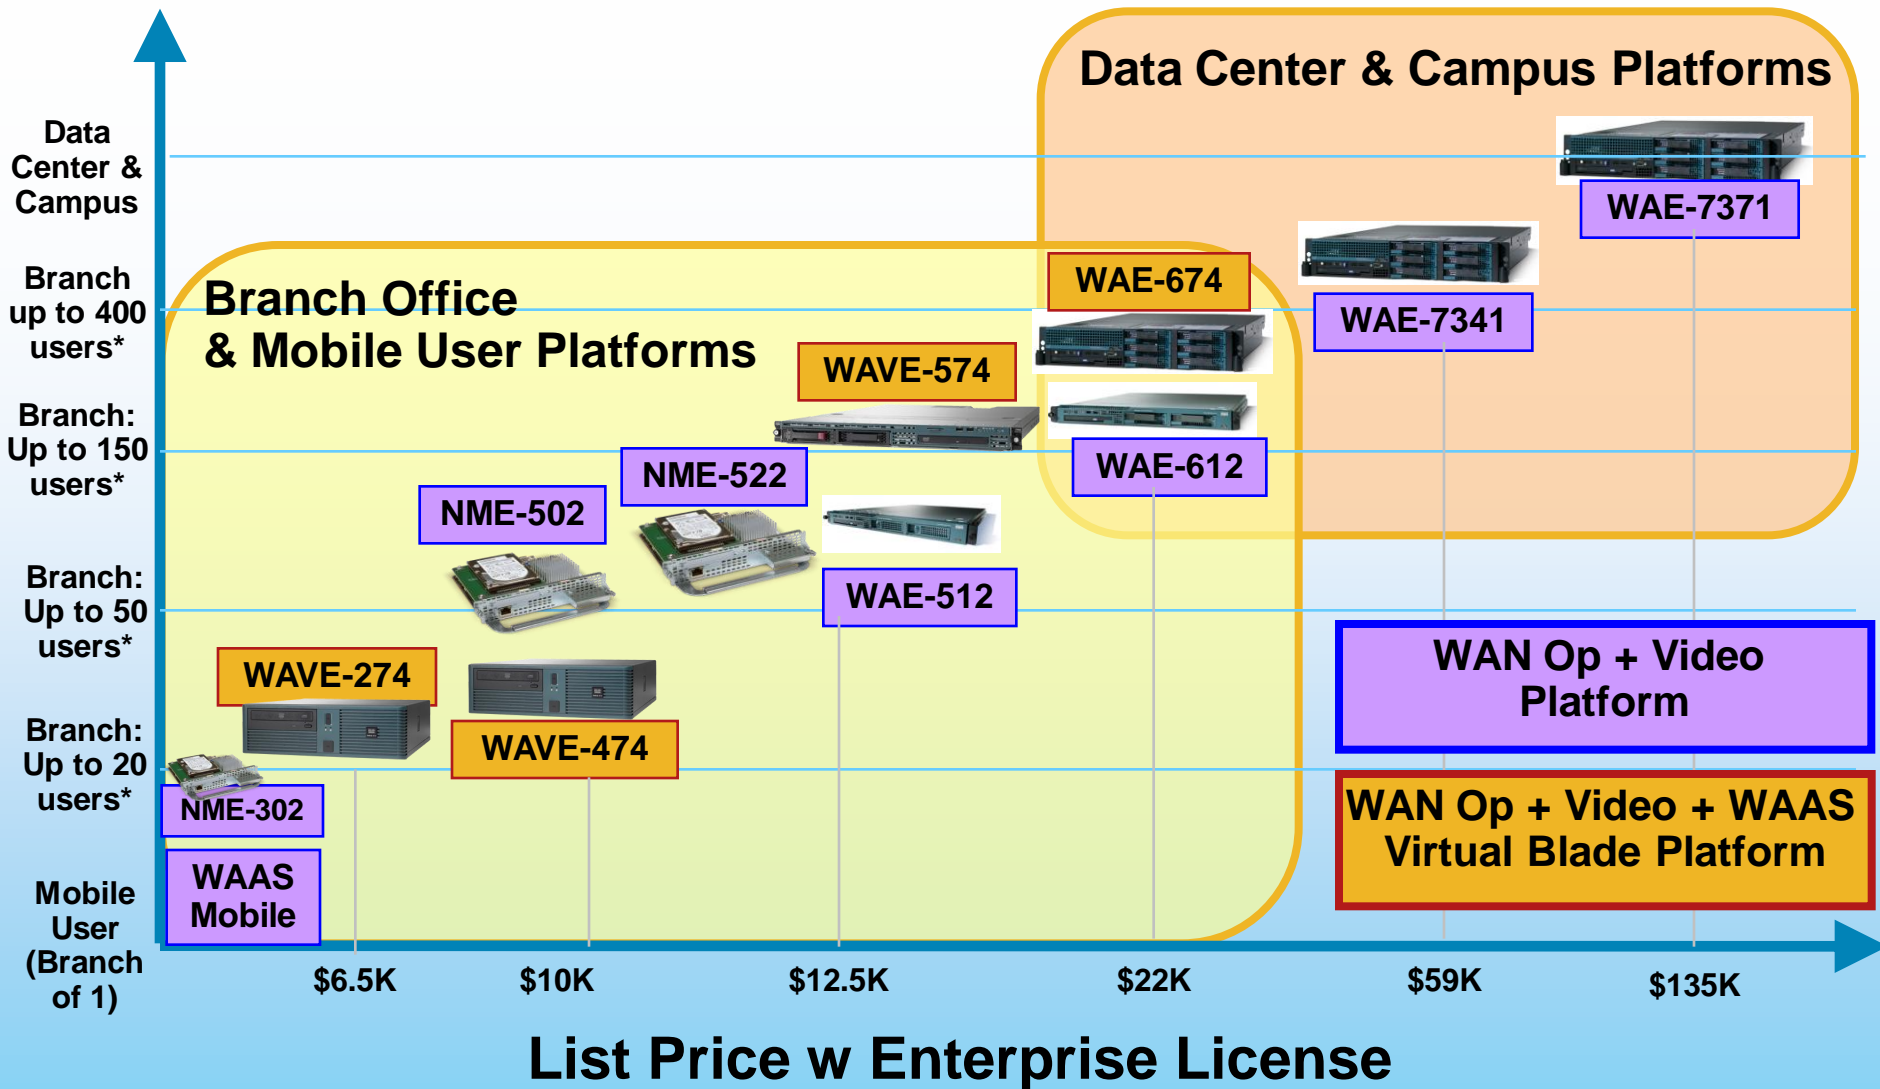 Data Center & Campus Platforms
Data
Center &
Campus
WAE-7371
Branch
up to 400
users*
Branch Office
& Mobile User Platforms
WAE-674
WAE-7341
WAVE-574
Branch:
Up to 150
users*
NME-522
WAE-612
NME-502
Branch:
Up to 50
users*
WAE-512
WAVE-274
WAVE-474
WAN Op + Video
Platform
Branch:
Up to 20
users*
NME-302
WAN Op + Video + WAAS
Virtual Blade Platform
WAAS
Mobile
Mobile
User
(Branch
of 1)
$6.5K
$10K
$12.5K
$22K
$59K
$135K
List Price w Enterprise License